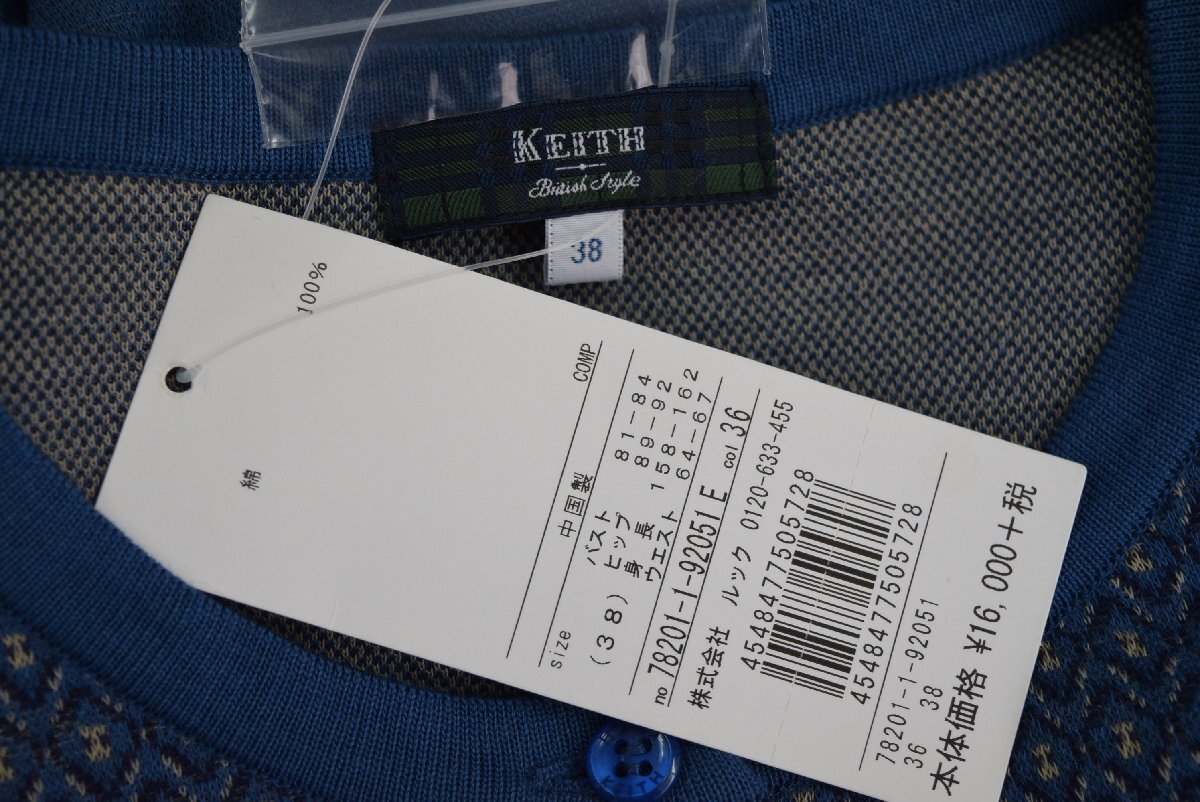 KEITH
British Style
38
綿 100%
COMP
中国製
size
(38) バスト 81-84
ヒップ 89-92
身長 158-162
ウェスト 64-67
no 78201-1-92051 E col 36
株式会社 ルック 0120-633-455
4548477505728
4548477505728
78201-1-92051
36 38
本体価格 ¥16,000+税